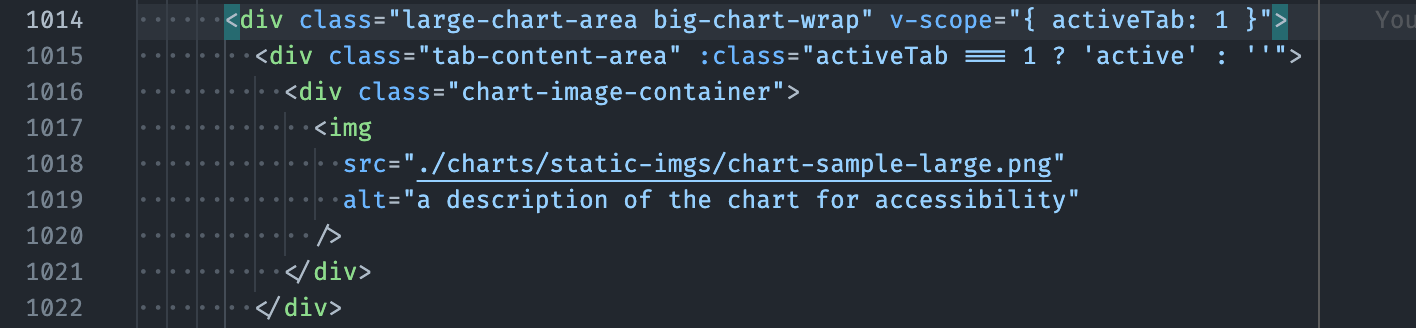 1014 <div class="large-chart-area big-chart-wrap" v-scope="{ activeTab: 1 }"> You
1015 <div class="tab-content-area" :class="activeTab === 1 ? 'active' : ''">
1016 <div class="chart-image-container">
1017 <img
1018 src="./charts/static-imgs/chart-sample-large.png"
1019 alt="a description of the chart for accessibility"
1020 />
1021 </div>
1022 </div>